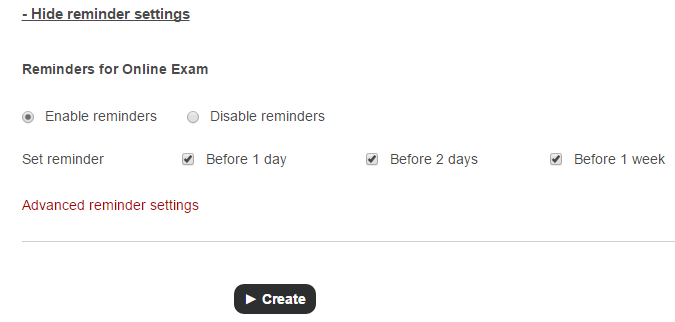 - Hide reminder settings
Reminders for Online Exam
Enable reminders Disable reminders
Set reminder Before 1 day Before 2 days Before 1 week
Advanced reminder settings
Create